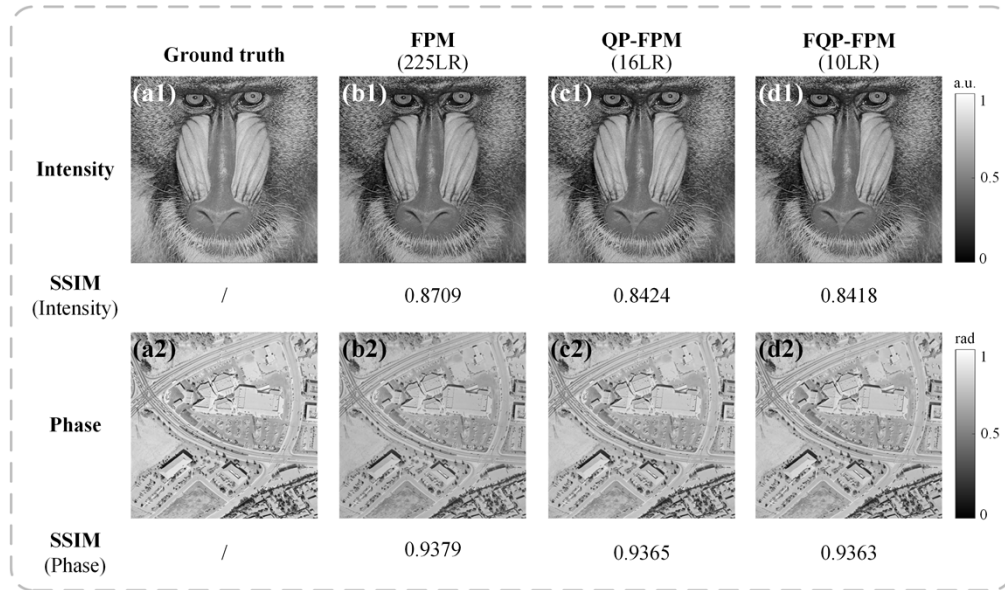 Ground truth
FPM
(225LR)
QP-FPM
(16LR)
FQP-FPM
(10LR)
Intensity
(a1)
(b1)
(c1)
(d1)
a.u.
1
0.5
0
SSIM
(Intensity)
/
0.8709
0.8424
0.8418
Phase
(a2)
(b2)
(c2)
(d2)
rad
1
0.5
0
SSIM
(Phase)
/
0.9379
0.9365
0.9363